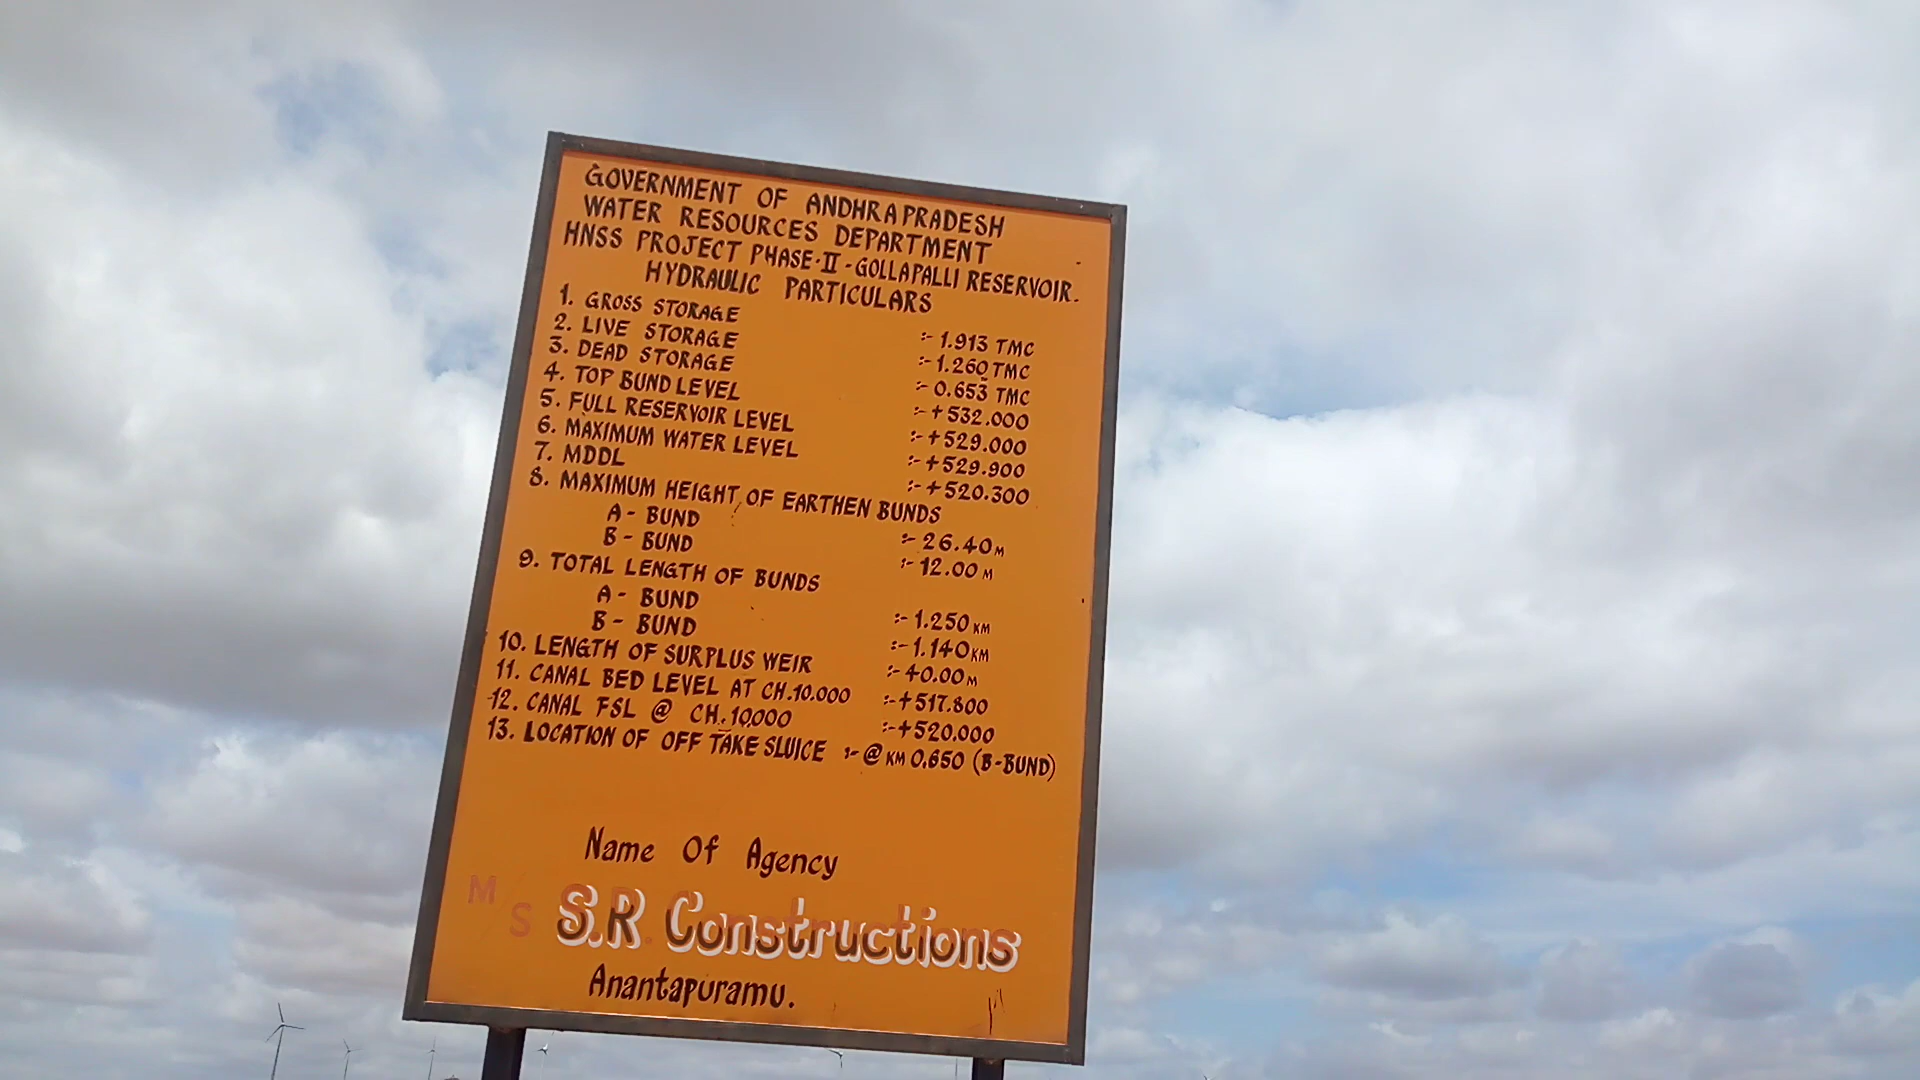 GOVERNMENT OF ANDHRAPRADESH
WATER RESOURCES DEPARTMENT
HNSS PROJECT PHASE-II - GOLLAPALLI RESERVOIR.
HYDRAULIC PARTICULARS
1. GROSS STORAGE :- 1.913 TMC
2. LIVE STORAGE :- 1.260 TMC
3. DEAD STORAGE :- 0.653 TMC
4. TOP BUND LEVEL :- +532.000
5. FULL RESERVOIR LEVEL :- +529.000
6. MAXIMUM WATER LEVEL :- +529.900
7. MDDL :- +520.300
8. MAXIMUM HEIGHT OF EARTHEN BUNDS
A - BUND :- 26.40 M
B - BUND :- 12.00 M
9. TOTAL LENGTH OF BUNDS
A - BUND :- 1.250 KM
B - BUND :- 1.140 KM
10. LENGTH OF SURPLUS WEIR :- 40.00 M
11. CANAL BED LEVEL AT CH.10.000 :- +517.800
12. CANAL FSL @ CH.10.000 :- +520.000
13. LOCATION OF OFF TAKE SLUICE :- @ KM 0.650 (B-BUND)
Name Of Agency
M S S.R Constructions
Anantapuramu.